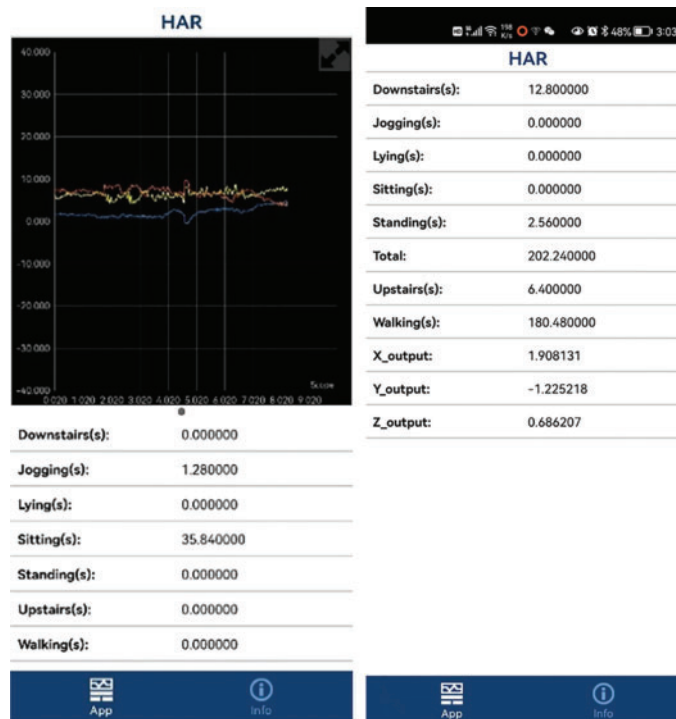 HAR
40.000
30.000
20.000
10.000
0.000
-10.000
-20.000
-30.000
-40.000
Scope
0.020 1.020 2.020 3.020 4.020 5.020 6.020 7.020 8.020 9.020
Downstairs(s): 0.000000
Jogging(s): 1.280000
Lying(s): 0.000000
Sitting(s): 35.840000
Standing(s): 0.000000
Upstairs(s): 0.000000
Walking(s): 0.000000
App Info
HD 198 K/s 48% 3:03
HAR
Downstairs(s): 12.800000
Jogging(s): 0.000000
Lying(s): 0.000000
Sitting(s): 0.000000
Standing(s): 2.560000
Total: 202.240000
Upstairs(s): 6.400000
Walking(s): 180.480000
X_output: 1.908131
Y_output: -1.225218
Z_output: 0.686207
App Info